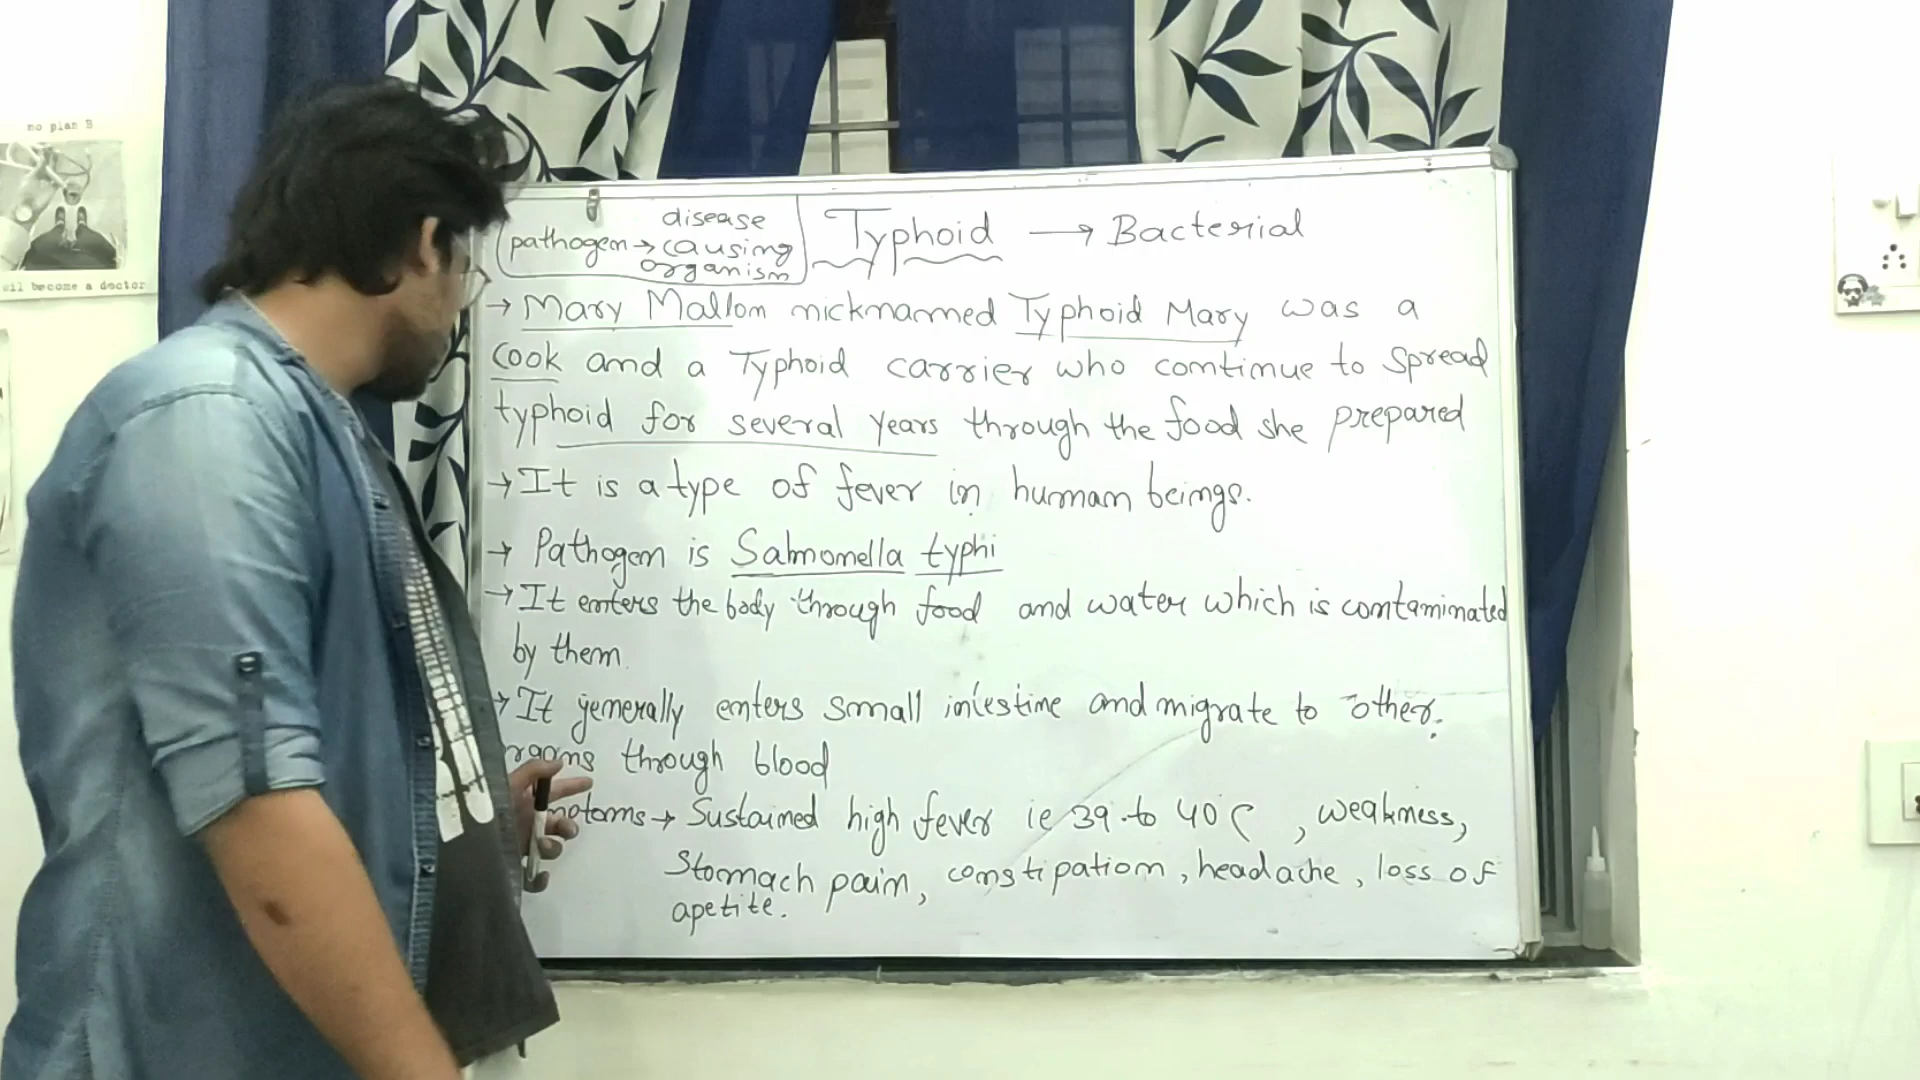 no plan B
wil become a doctor
disease
pathogen → causing
organism
Typhoid → Bacterial
→ Mary Mallon nicknanned Typhoid Mary was a
cook and a Typhoid carrier who continue to spread
typhoid for several years through the food she prepared
→ It is a type of fever in human beings.
→ Pathogen is Salmonella typhi
→ It enters the body through food and water which is contaminated
by them.
→ It generally enters small intestine and migrate to other.
rgans through blood
→ Sustained high fever ie 39 to 40 C , weakness,
Stomach pain, constipation, headache, loss of
apetite.